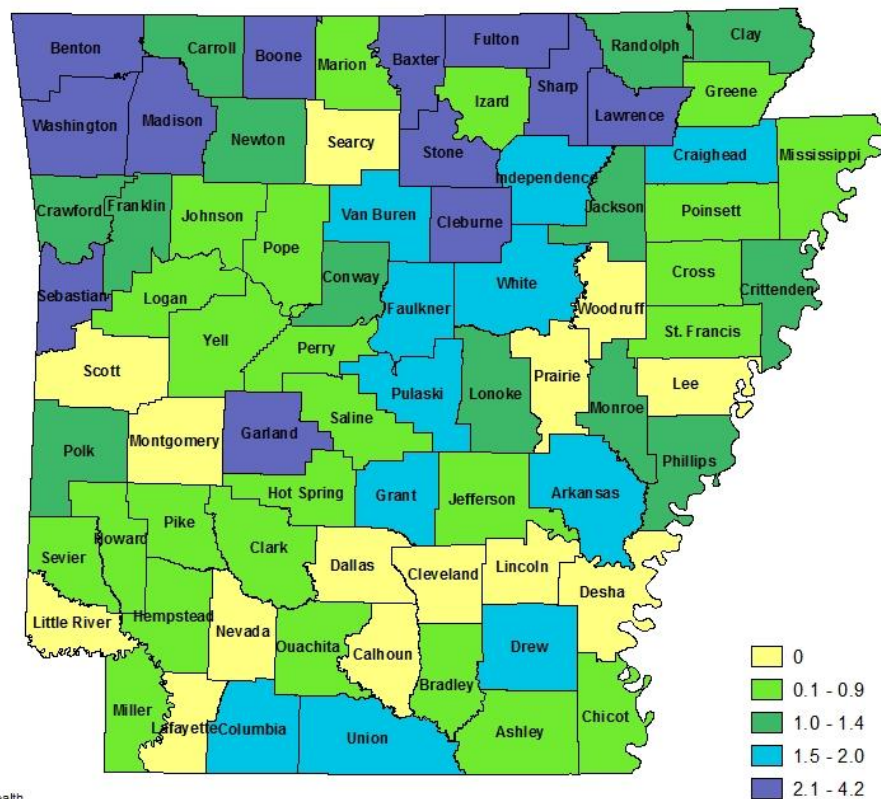 Benton
Carroll
Boone
Marion
Baxter
Fulton
Randolph
Clay
Sharp
Izard
Greene
Washington
Madison
Newton
Searcy
Stone
Lawrence
Independence
Craighead
Mississippi
Crawford
Franklin
Johnson
Pope
Van Buren
Cleburne
Jackson
Poinsett
Sebastian
Logan
Conway
Faulkner
White
Woodruff
Cross
Crittenden
Scott
Yell
Perry
Pulaski
Lonoke
Prairie
St. Francis
Lee
Monroe
Polk
Montgomery
Garland
Saline
Phillips
Hot Spring
Grant
Jefferson
Arkansas
Sevier
Howard
Pike
Clark
Dallas
Cleveland
Lincoln
Desha
Little River
Hempstead
Nevada
Ouachita
Calhoun
Bradley
Drew
Miller
Lafayette
Columbia
Union
Ashley
Chicot
0
0.1 - 0.9
1.0 - 1.4
1.5 - 2.0
2.1 - 4.2